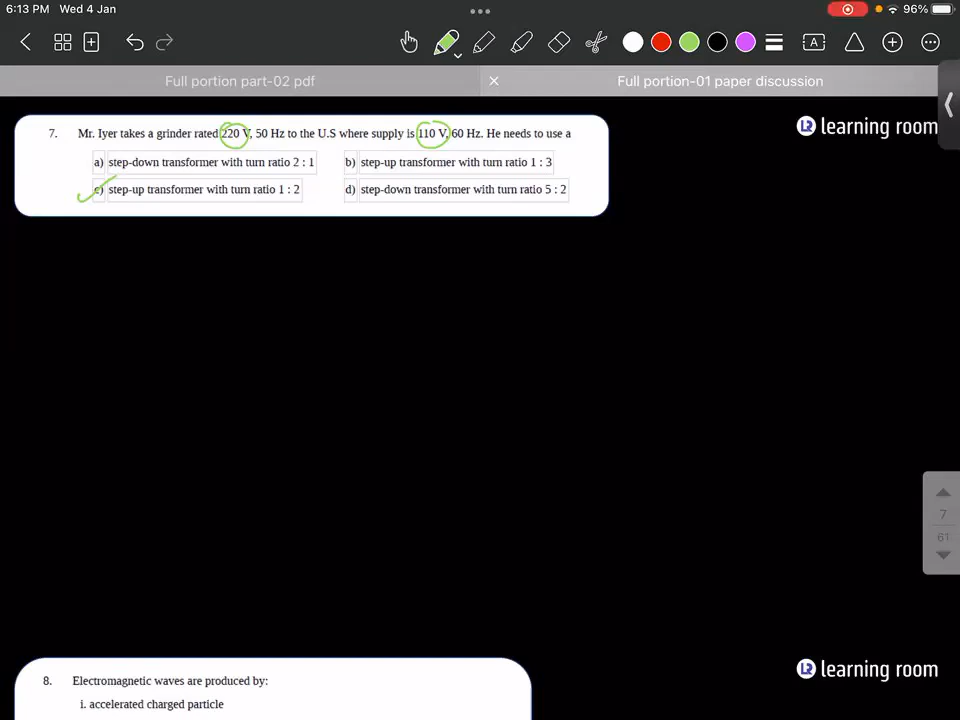 6:13 PM Wed 4 Jan 96%
A
Full portion part-02 pdf × Full portion-01 paper discussion
7. Mr. Iyer takes a grinder rated 220 V, 50 Hz to the U.S where supply is 110 V, 60 Hz. He needs to use a
learning room
a) step-down transformer with turn ratio 2 : 1 b) step-up transformer with turn ratio 1 : 3
c) step-up transformer with turn ratio 1 : 2 d) step-down transformer with turn ratio 5 : 2
7
61
learning room
8. Electromagnetic waves are produced by:
i. accelerated charged particle